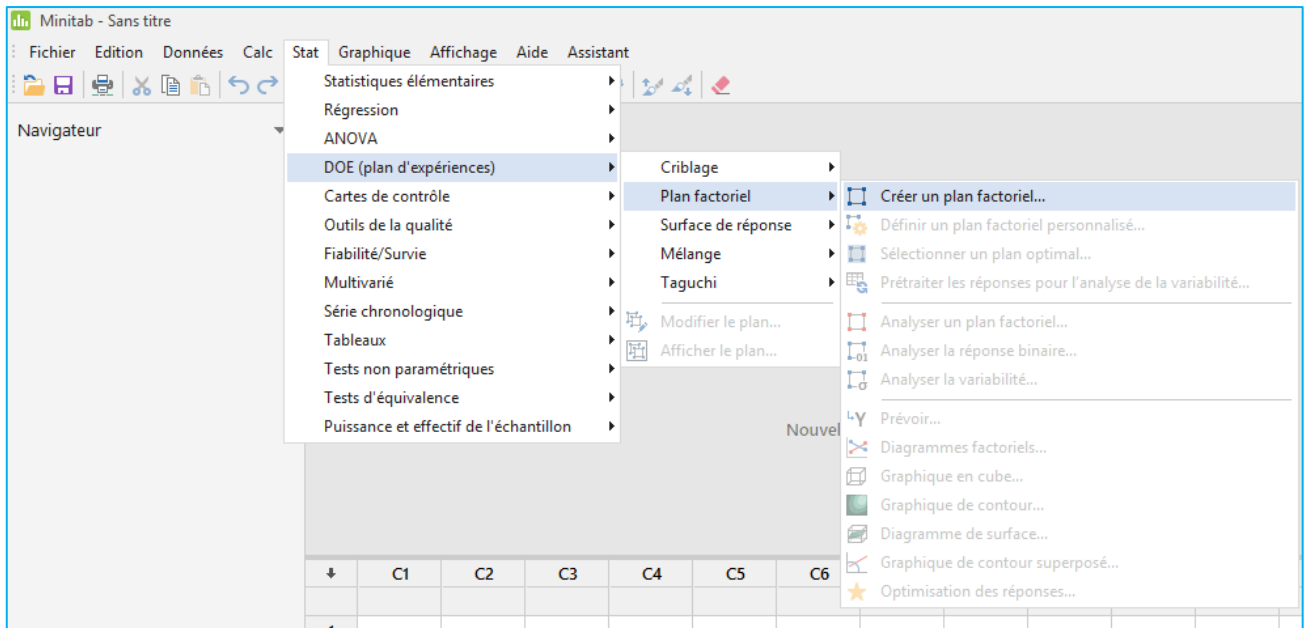 Minitab - Sans titre
Fichier Edition Données Calc Stat Graphique Affichage Aide Assistant
Navigateur
Statistiques élémentaires
Régression
ANOVA
DOE (plan d'expériences)
Cartes de contrôle
Outils de la qualité
Fiabilité/Survie
Multivarié
Série chronologique
Tableaux
Tests non paramétriques
Tests d'équivalence
Puissance et effectif de l'échantillon
Criblage
Plan factoriel
Surface de réponse
Mélange
Taguchi
Modifier le plan...
Afficher le plan...
Créer un plan factoriel...
Définir un plan factoriel personnalisé...
Sélectionner un plan optimal...
Prétraiter les réponses pour l'analyse de la variabilité...
Analyser un plan factoriel...
Analyser la réponse binaire...
Analyser la variabilité...
Prévoir...
Diagrammes factoriels...
Graphique en cube...
Graphique de contour...
Diagramme de surface...
Graphique de contour superposé...
Optimisation des réponses...
Nouvel
C1 C2 C3 C4 C5 C6